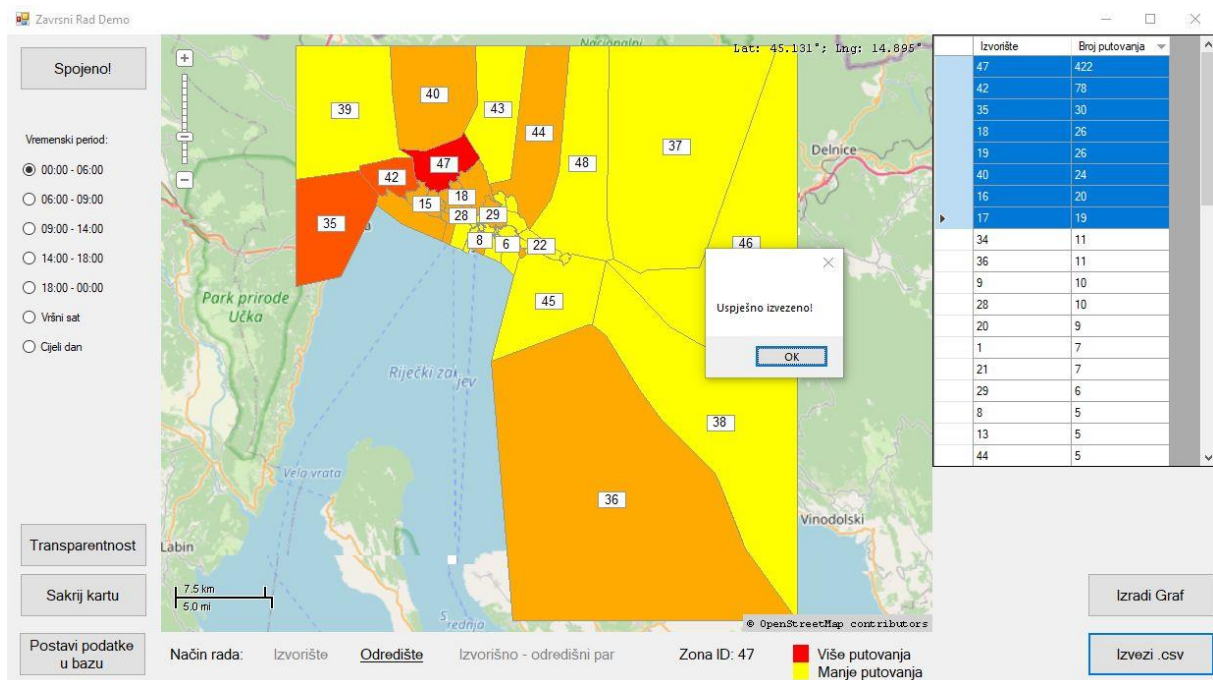 Zavrsni Rad Demo
Spojeno!
Vremenski period:
00:00 - 06:00
06:00 - 09:00
09:00 - 14:00
14:00 - 18:00
18:00 - 00:00
Vršni sat
Cijeli dan
Transparentnost
Sakrij kartu
Postavi podatke
u bazu
Nacionalni
Lat: 45.131°; Lng: 14.895°
39
40
43
44
37
Delnice
47
48
42
18
15
28
29
35
8
6
22
46
Park prirode
Učka
45
Riječki zaljev
38
Vela vrata
36
Vinodolski
Labin
7.5 km
5.0 mi
Srednja
© OpenStreetMap contributors
Uspješno izvezeno!
OK
Način rada: Izvorište Odredište Izvorišno - odredišni par Zona ID: 47
Više putovanja
Manje putovanja
Izvorište Broj putovanja
47 422
42 78
35 30
18 26
19 26
40 24
16 20
17 19
34 11
36 11
9 10
28 10
20 9
1 7
21 7
29 6
8 5
13 5
44 5
Izradi Graf
Izvezi .csv